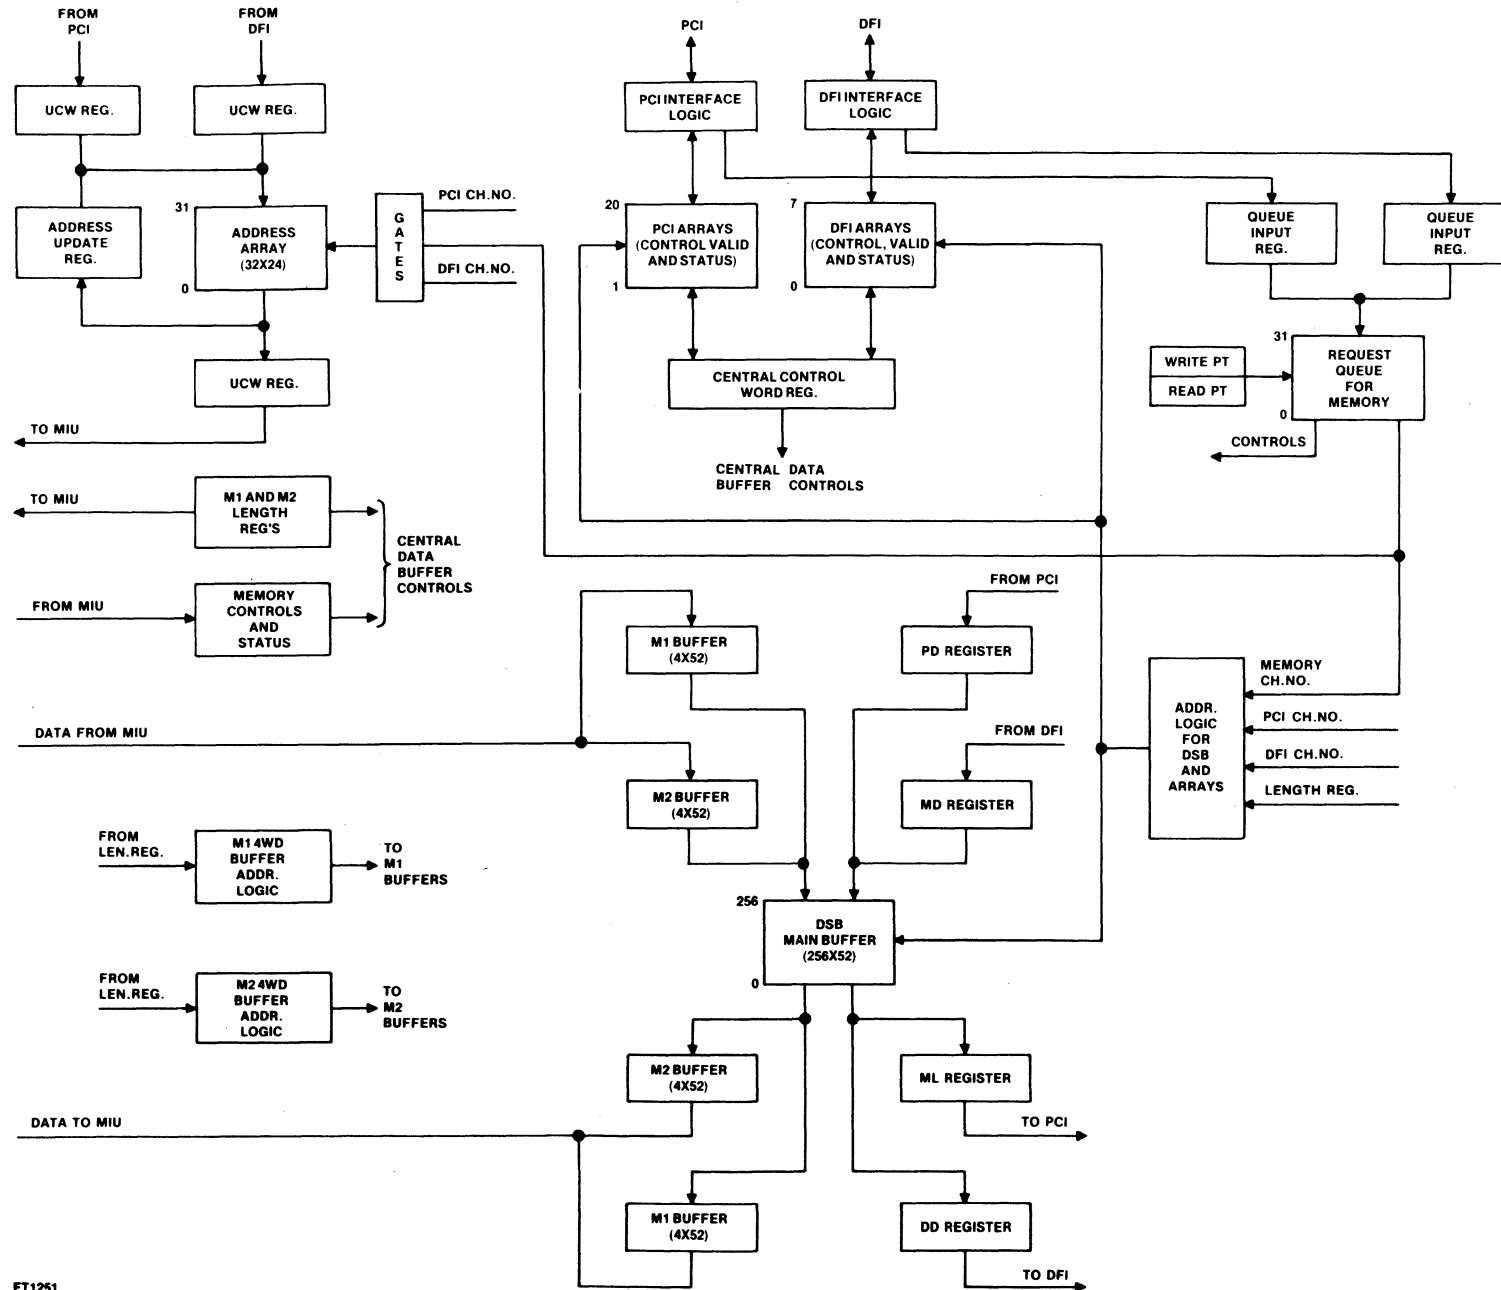 FROM
PCI
FROM
DFI
PCI
DFI
UCW REG.
UCW REG.
PCI INTERFACE
LOGIC
DFI INTERFACE
LOGIC
ADDRESS
UPDATE
REG.
31
ADDRESS
ARRAY
(32X24)
0
GATES
PCI CH.NO.
DFI CH.NO.
20
PCI ARRAYS
(CONTROL VALID
AND STATUS)
1
7
DFI ARRAYS
(CONTROL, VALID
AND STATUS)
0
QUEUE
INPUT
REG.
QUEUE
INPUT
REG.
UCW REG.
TO MIU
CENTRAL CONTROL
WORD REG.
CENTRAL DATA
BUFFER CONTROLS
WRITE PT
READ PT
31
REQUEST
QUEUE
FOR
MEMORY
0
CONTROLS
TO MIU
M1 AND M2
LENGTH
REG'S
CENTRAL
DATA
BUFFER
CONTROLS
FROM MIU
MEMORY
CONTROLS
AND
STATUS
FROM PCI
M1 BUFFER
(4X52)
PD REGISTER
DATA FROM MIU
FROM DFI
M2 BUFFER
(4X52)
MD REGISTER
ADDR.
LOGIC
FOR
DSB
AND
ARRAYS
MEMORY
CH.NO.
PCI CH.NO.
DFI CH.NO.
LENGTH REG.
FROM
LEN.REG.
M1 4WD
BUFFER
ADDR.
LOGIC
TO
M1
BUFFERS
256
DSB
MAIN BUFFER
(256X52)
0
FROM
LEN.REG.
M2 4WD
BUFFER
ADDR.
LOGIC
TO
M2
BUFFERS
M2 BUFFER
(4X52)
ML REGISTER
DATA TO MIU
TO PCI
M1 BUFFER
(4X52)
DD REGISTER
TO DFI
FT1251